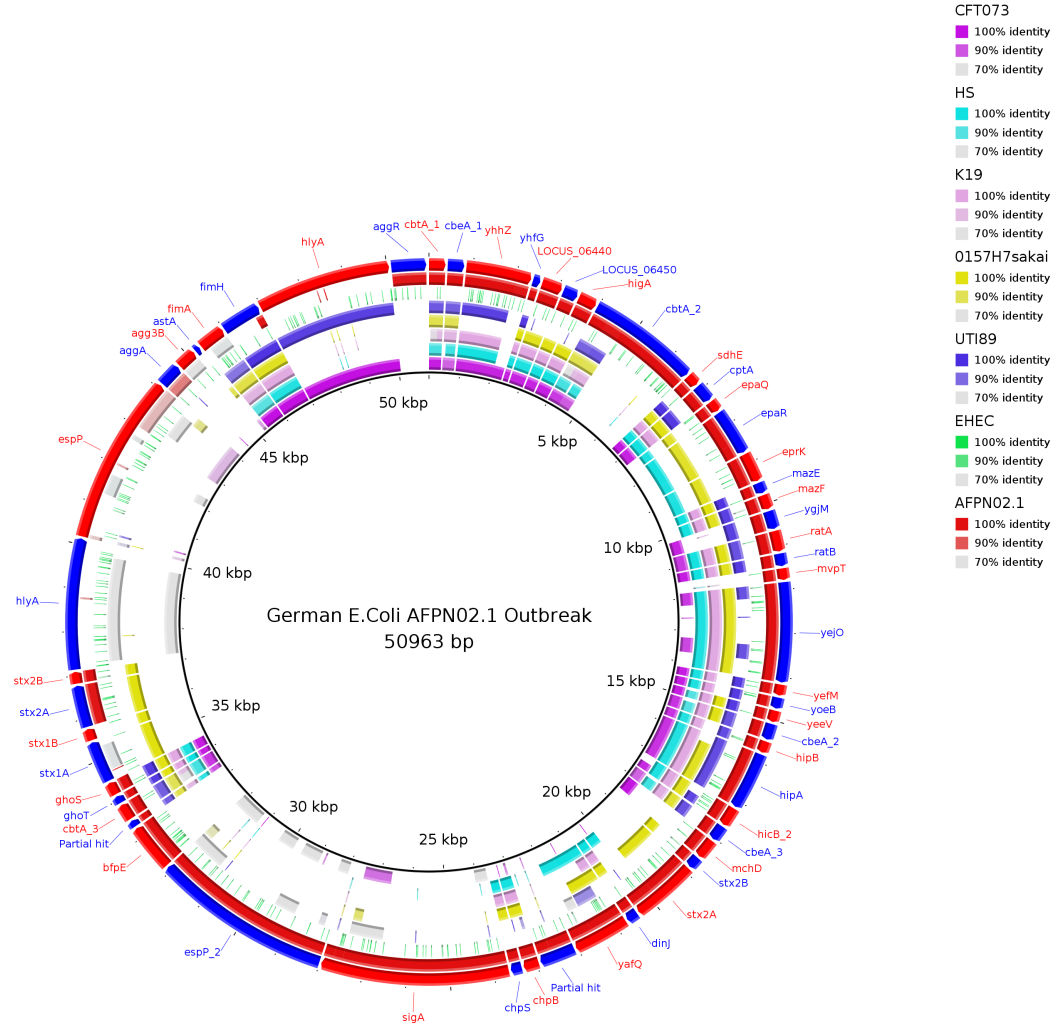 CFT073
100% identity
90% identity
70% identity
HS
100% identity
90% identity
70% identity
K19
100% identity
90% identity
70% identity
0157H7sakai
100% identity
90% identity
70% identity
UTI89
100% identity
90% identity
70% identity
EHEC
100% identity
90% identity
70% identity
AFPN02.1
100% identity
90% identity
70% identity
cbtA_1
cbeA_1
yhhZ
yhfG
LOCUS_06440
LOCUS_06450
higA
cbtA_2
sdhE
cptA
epaQ
epaR
eprK
mazE
mazF
ygjM
ratA
ratB
mvpT
yejO
yefM
yoeB
yeeV
cbeA_2
hipB
hipA
hicB_2
cbeA_3
mchD
stx2B
stx2A
dinJ
yafQ
Partial hit
chpB
chpS
sigA
espP_2
bfpE
Partial hit
cbtA_3
ghoT
ghoS
stx1A
stx1B
stx2A
stx2B
hlyA
espP
aggA
agg3B
astA
fimA
fimH
hlyA
aggR
50 kbp
5 kbp
10 kbp
15 kbp
20 kbp
25 kbp
30 kbp
35 kbp
40 kbp
45 kbp
German E.Coli AFPN02.1 Outbreak
50963 bp